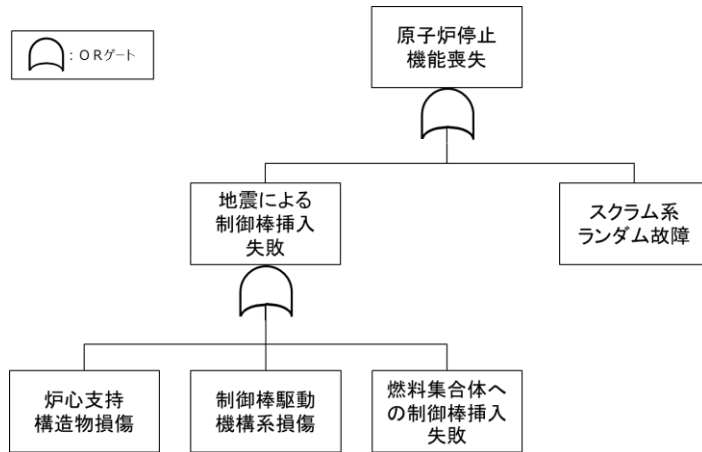 ：ＯＲゲート
原子炉停止
機能喪失
地震による
制御棒挿入
失敗
スクラム系
ランダム故障
炉心支持
構造物損傷
制御棒駆動
機構系損傷
燃料集合体へ
の制御棒挿入
失敗